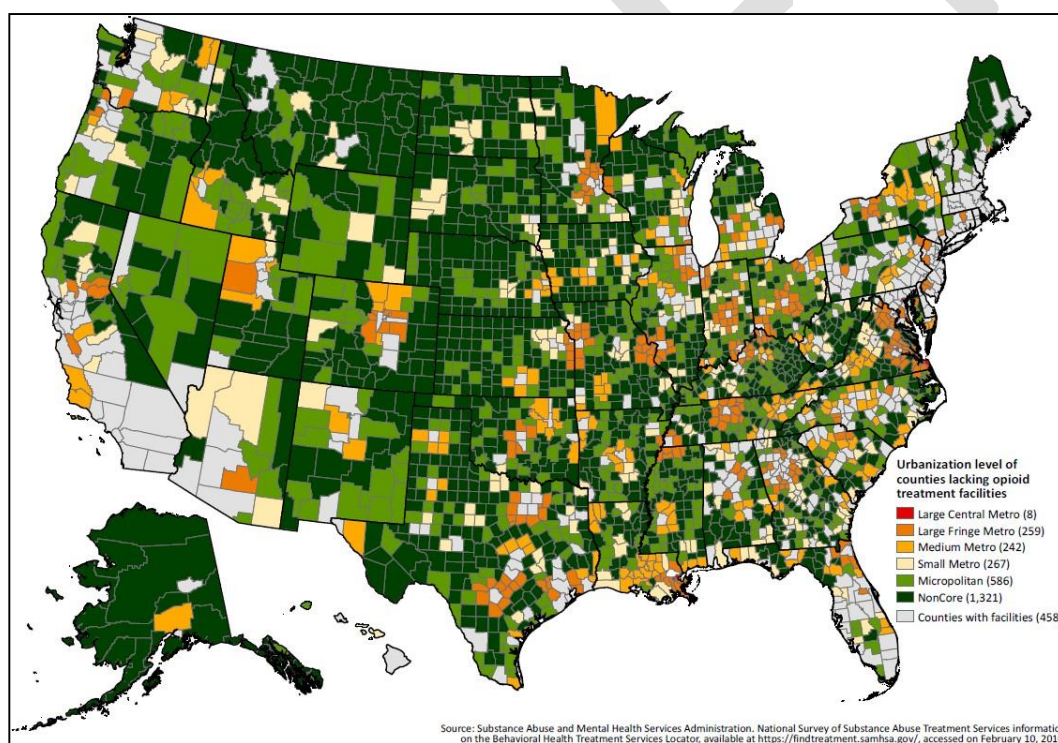 Urbanization level of
counties lacking opioid
treatment facilities
Large Central Metro (8)
Large Fringe Metro (259)
Medium Metro (242)
Small Metro (267)
Micropolitan (586)
NonCore (1,321)
Counties with facilities (458
Source: Substance Abuse and Mental Health Services Administration. National Survey of Substance Abuse Treatment Services informatio
on the Behavioral Health Treatment Services Locator, available at https://findtreatment.samhsa.gov/, accessed on February 10, 201